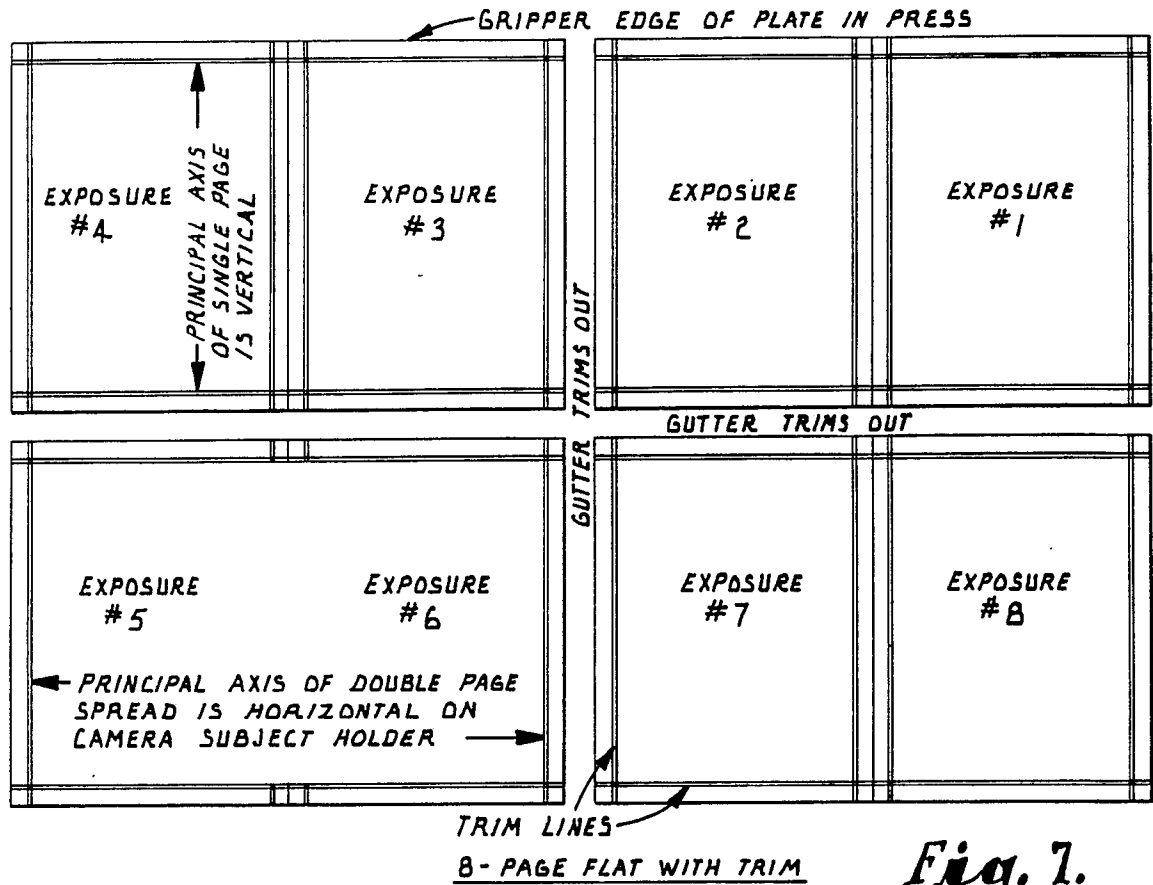 GRIPPER EDGE OF PLATE IN PRESS
EXPOSURE
#4
PRINCIPAL AXIS
OF SINGLE PAGE
IS VERTICAL
EXPOSURE
#3
EXPOSURE
#2
EXPOSURE
#1
GUTTER TRIMS OUT
GUTTER TRIMS OUT
EXPOSURE
#5
EXPOSURE
#6
EXPOSURE
#7
EXPOSURE
#8
PRINCIPAL AXIS OF DOUBLE PAGE
SPREAD IS HORIZONTAL ON
CAMERA SUBJECT HOLDER
TRIM LINES
8-PAGE FLAT WITH TRIM
Fig. 7.